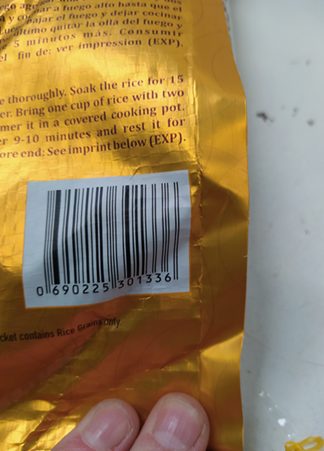 a fuego alto hasta que el
bajar el fuego y dejar cocinar
último quitar la olla del fuego y
5 minutos más. Consumir
el fin de: ver impression (EXP).
thoroughly. Soak the rice for 15
er. Bring one cup of rice with two
mer it in a covered cooking pot.
er 9-10 minutes and rest it for
ore end: See imprint below (EXP).
0 690225 301336
cket contains Rice Grains only